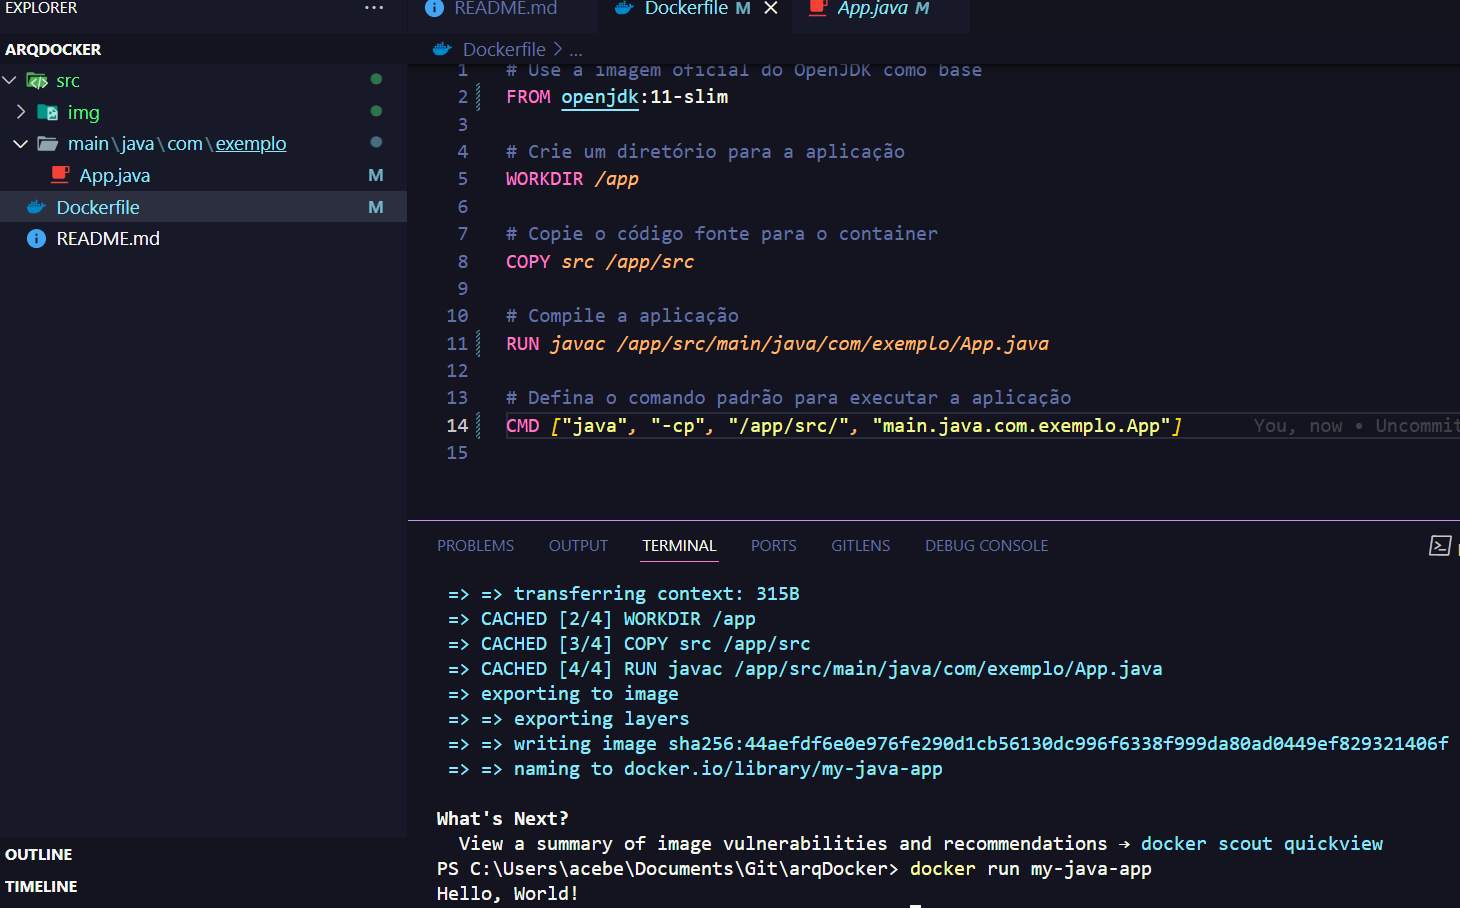 EXPLORER ...
README.md Dockerfile M App.java M
ARQDOCKER
Dockerfile > ...
src
img
main\java\com\exemplo
App.java M
Dockerfile M
README.md
1 # Use a imagem oficial do OpenJDK como base
2 FROM openjdk:11-slim
3
4 # Crie um diretório para a aplicação
5 WORKDIR /app
6
7 # Copie o código fonte para o container
8 COPY src /app/src
9
10 # Compile a aplicação
11 RUN javac /app/src/main/java/com/exemplo/App.java
12
13 # Defina o comando padrão para executar a aplicação
14 CMD ["java", "-cp", "/app/src/", "main.java.com.exemplo.App"] You, now • Uncommit
15
PROBLEMS OUTPUT TERMINAL PORTS GITLENS DEBUG CONSOLE
=> => transferring context: 315B
=> CACHED [2/4] WORKDIR /app
=> CACHED [3/4] COPY src /app/src
=> CACHED [4/4] RUN javac /app/src/main/java/com/exemplo/App.java
=> exporting to image
=> => exporting layers
=> => writing image sha256:44aefdf6e0e976fe290d1cb56130dc996f6338f999da80ad0449ef829321406f
=> => naming to docker.io/library/my-java-app
What's Next?
View a summary of image vulnerabilities and recommendations → docker scout quickview
PS C:\Users\acebe\Documents\Git\arqDocker> docker run my-java-app
Hello, World!
OUTLINE
TIMELINE